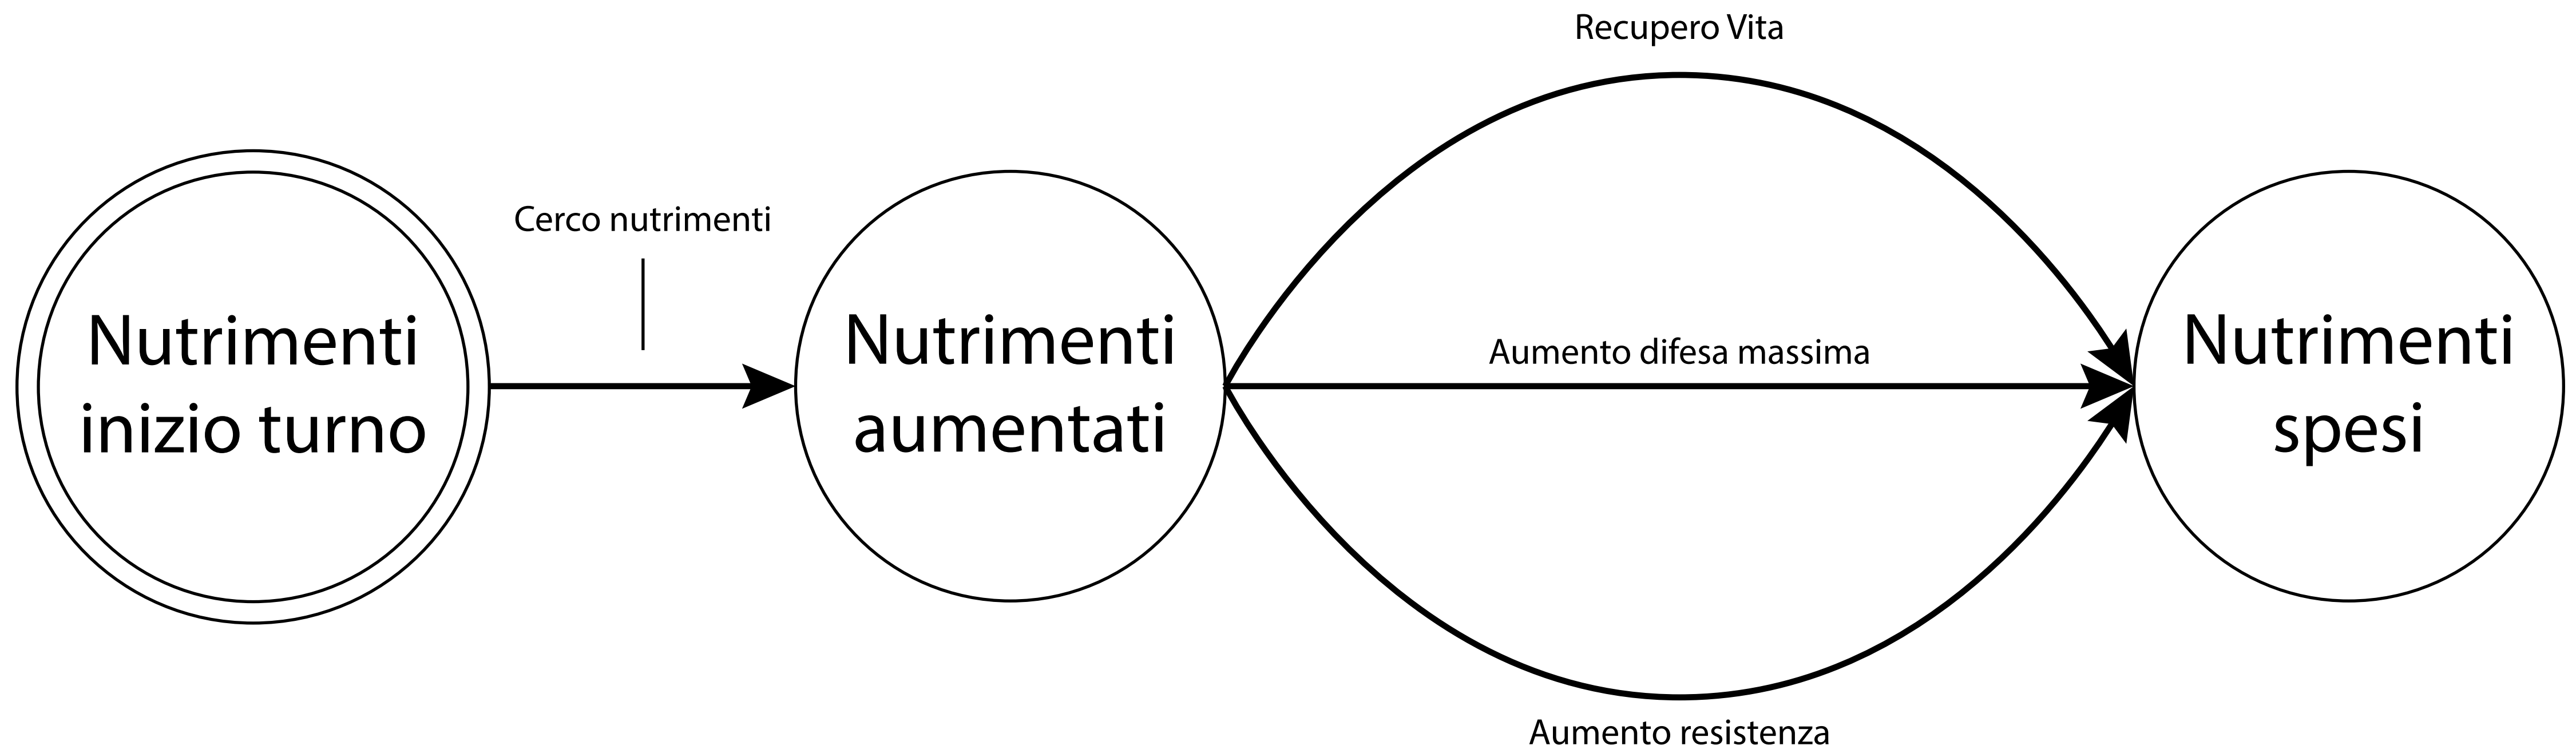 Recupero Vita
Cerco nutrimenti
Nutrimenti
inizio turno
Nutrimenti
aumentati
Aumento difesa massima
Nutrimenti
spesi
Aumento resistenza